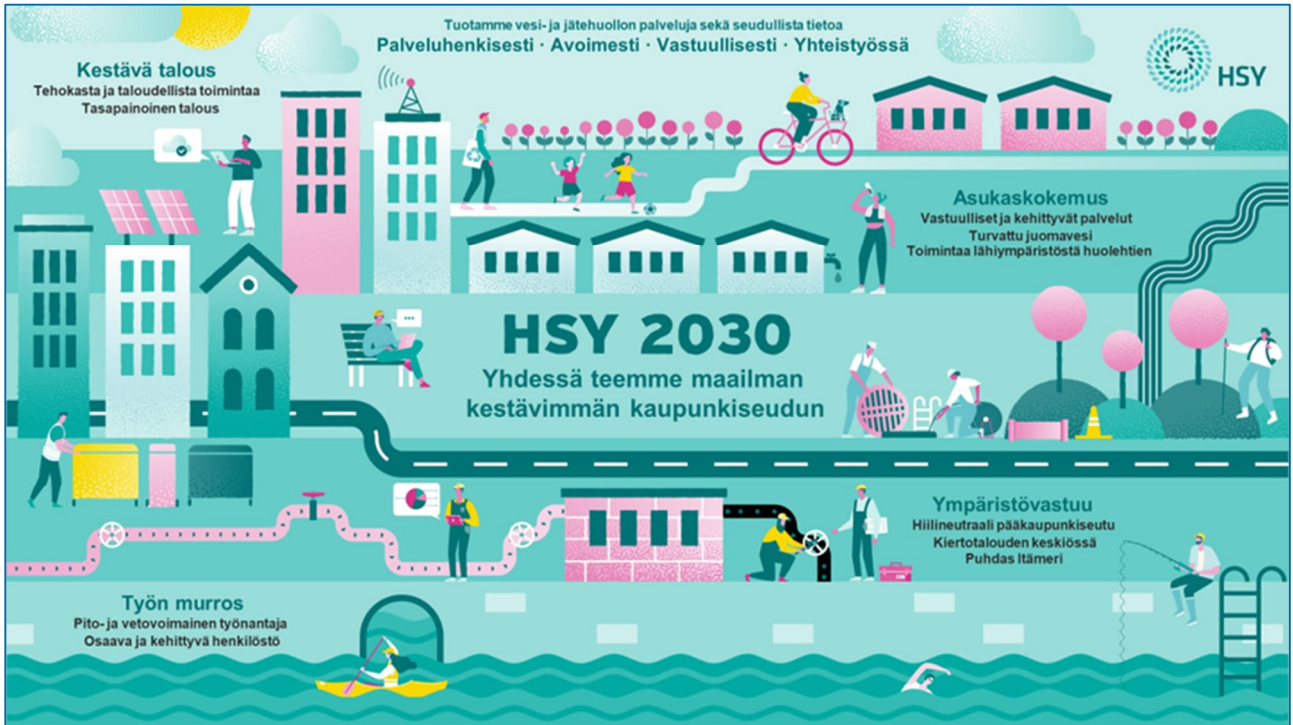 Tuotamme vesi- ja jätehuollon palveluja sekä seudullista tietoa
Palveluhenkisesti · Avoimesti · Vastuullisesti · Yhteistyössä
HSY
Kestävä talous
Tehokasta ja taloudellista toimintaa
Tasapainoinen talous
Asukaskokemus
Vastuulliset ja kehittyvät palvelut
Turvattu juomavesi
Toimintaa lähiympäristöstä huolehtien
HSY 2030
Yhdessä teemme maailman
kestävimmän kaupunkiseudun
Ympäristövastuu
Hiilineutraali pääkaupunkiseutu
Kiertotalouden keskiössä
Puhdas Itämeri
Työn murros
Pito- ja vetovoimainen työnantaja
Osaava ja kehittyvä henkilöstö